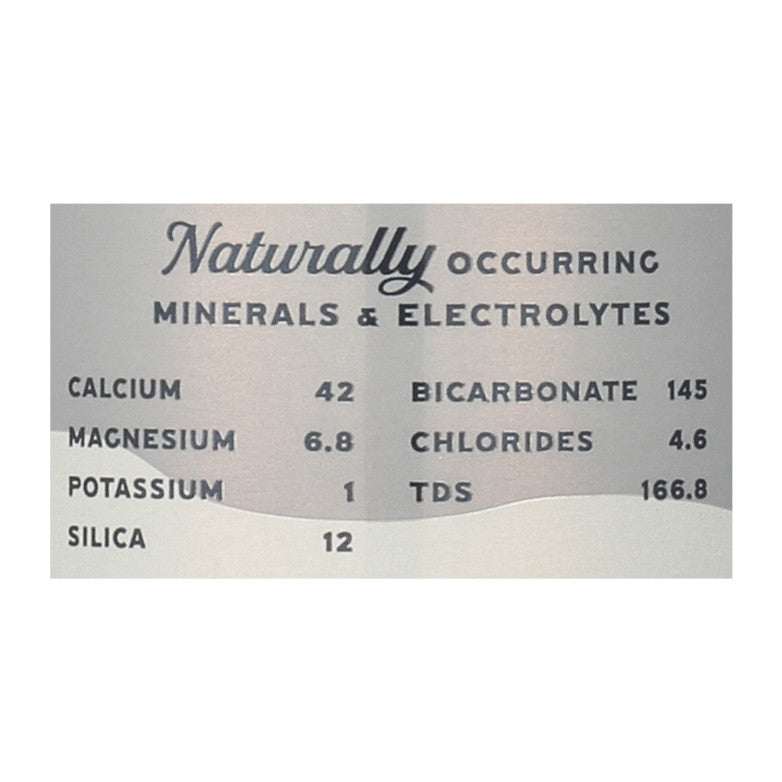 Naturally OCCURRING
MINERALS & ELECTROLYTES
CALCIUM 42 BICARBONATE 145
MAGNESIUM 6.8 CHLORIDES 4.6
POTASSIUM 1 TDS 166.8
SILICA 12